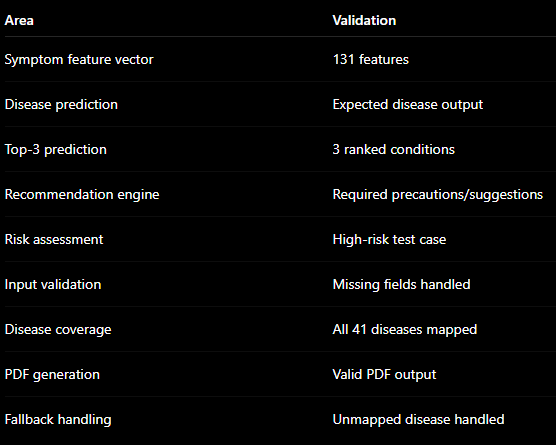 Area Validation
Symptom feature vector 131 features
Disease prediction Expected disease output
Top-3 prediction 3 ranked conditions
Recommendation engine Required precautions/suggestions
Risk assessment High-risk test case
Input validation Missing fields handled
Disease coverage All 41 diseases mapped
PDF generation Valid PDF output
Fallback handling Unmapped disease handled